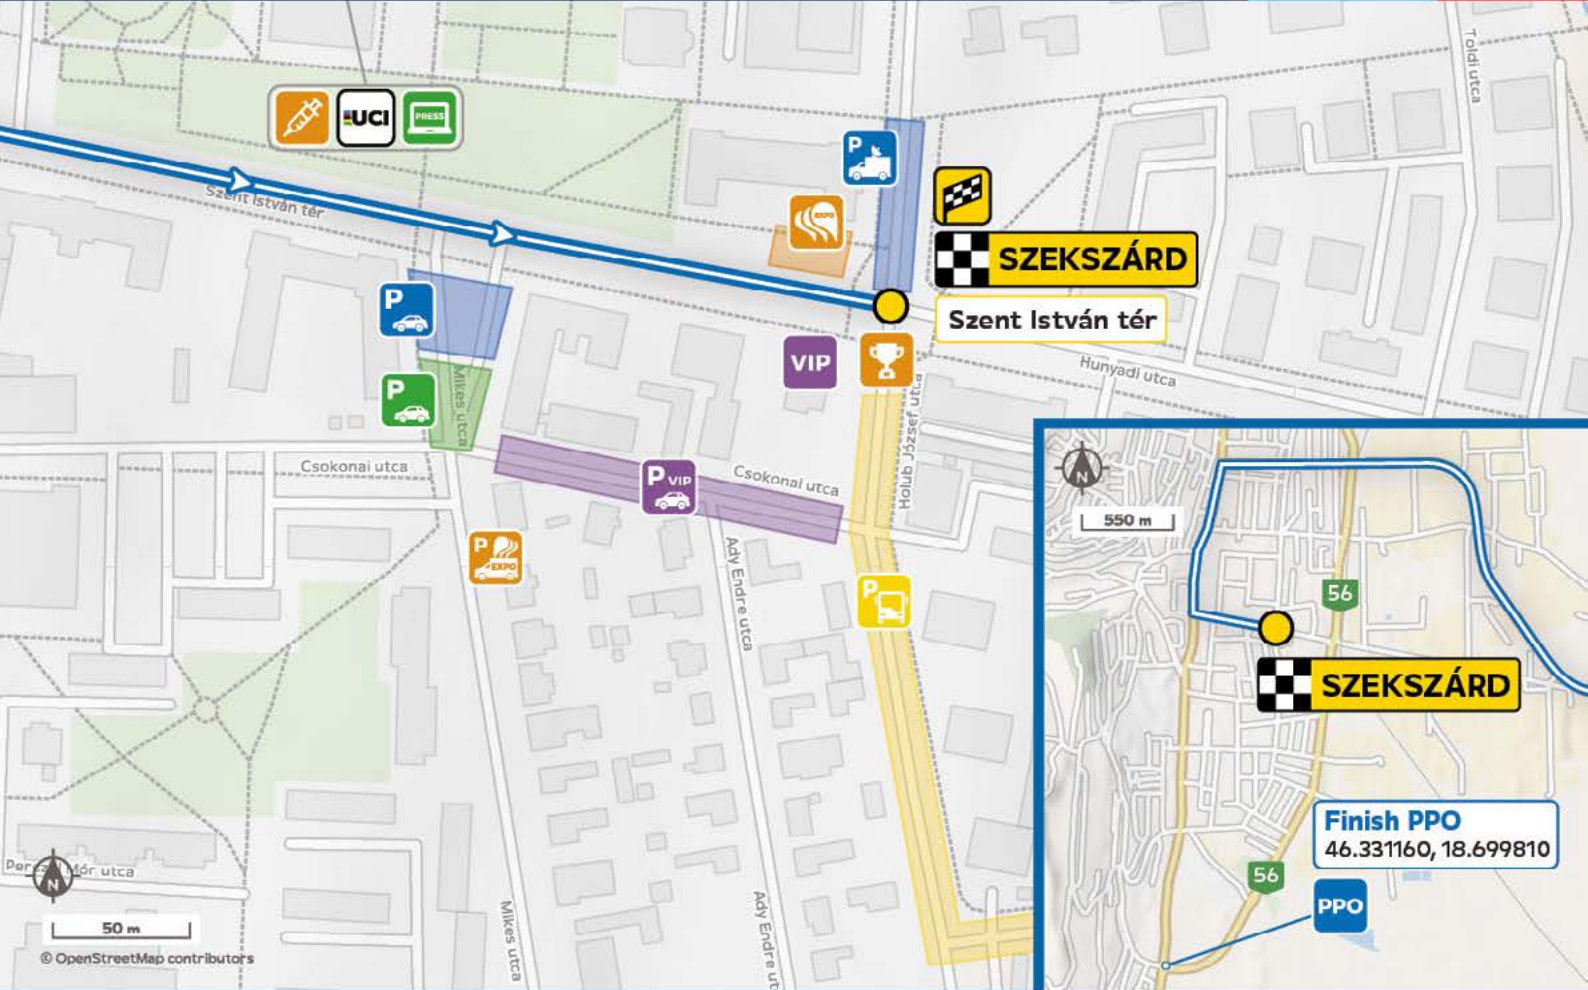 Toldi utca
UCI
PRESS
P
EXPO
Szent István tér
SZEKSZÁRD
Szent István tér
P
VIP
Hunyadi utca
P
Mikes utca
Holub József utca
Csokonai utca
P VIP
Csokonai utca
P
EXPO
Ady Endre utca
P
550 m
N
56
SZEKSZÁRD
Finish PPO
46.331160, 18.699810
56
PPO
Mór utca
N
50 m
Mikes utca
Ady Endre ut
© OpenStreetMap contributors